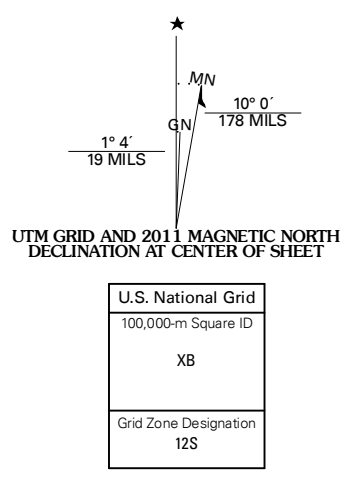 MN
10° 0´
178 MILS
GN
1° 4´
19 MILS
UTM GRID AND 2011 MAGNETIC NORTH
DECLINATION AT CENTER OF SHEET
U.S. National Grid
100,000-m Square ID
XB
Grid Zone Designation
12S